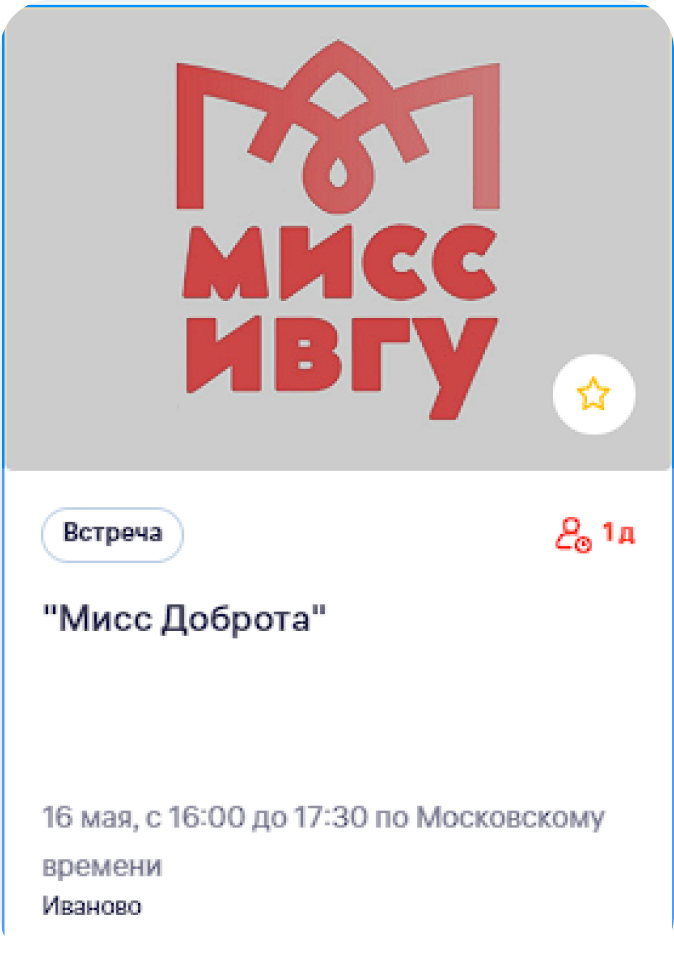 МИСС
ИВГУ
Встреча
1 д
"Мисс Доброта"
16 мая, с 16:00 до 17:30 по Московскому
времени
Иваново